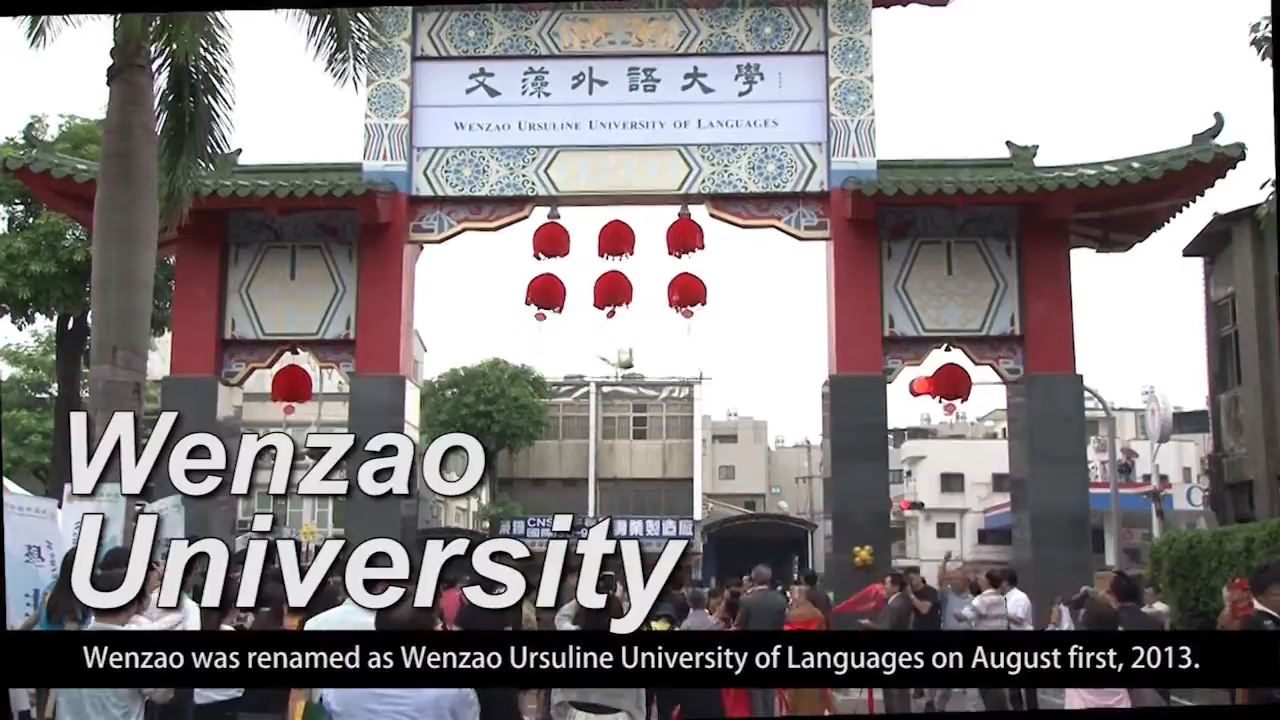 文藻外語大學
WENZAO URSULINE UNIVERSITY OF LANGUAGES
Wenzao
University
CNS
Wenzao was renamed as Wenzao Ursuline University of Languages on August first, 2013.